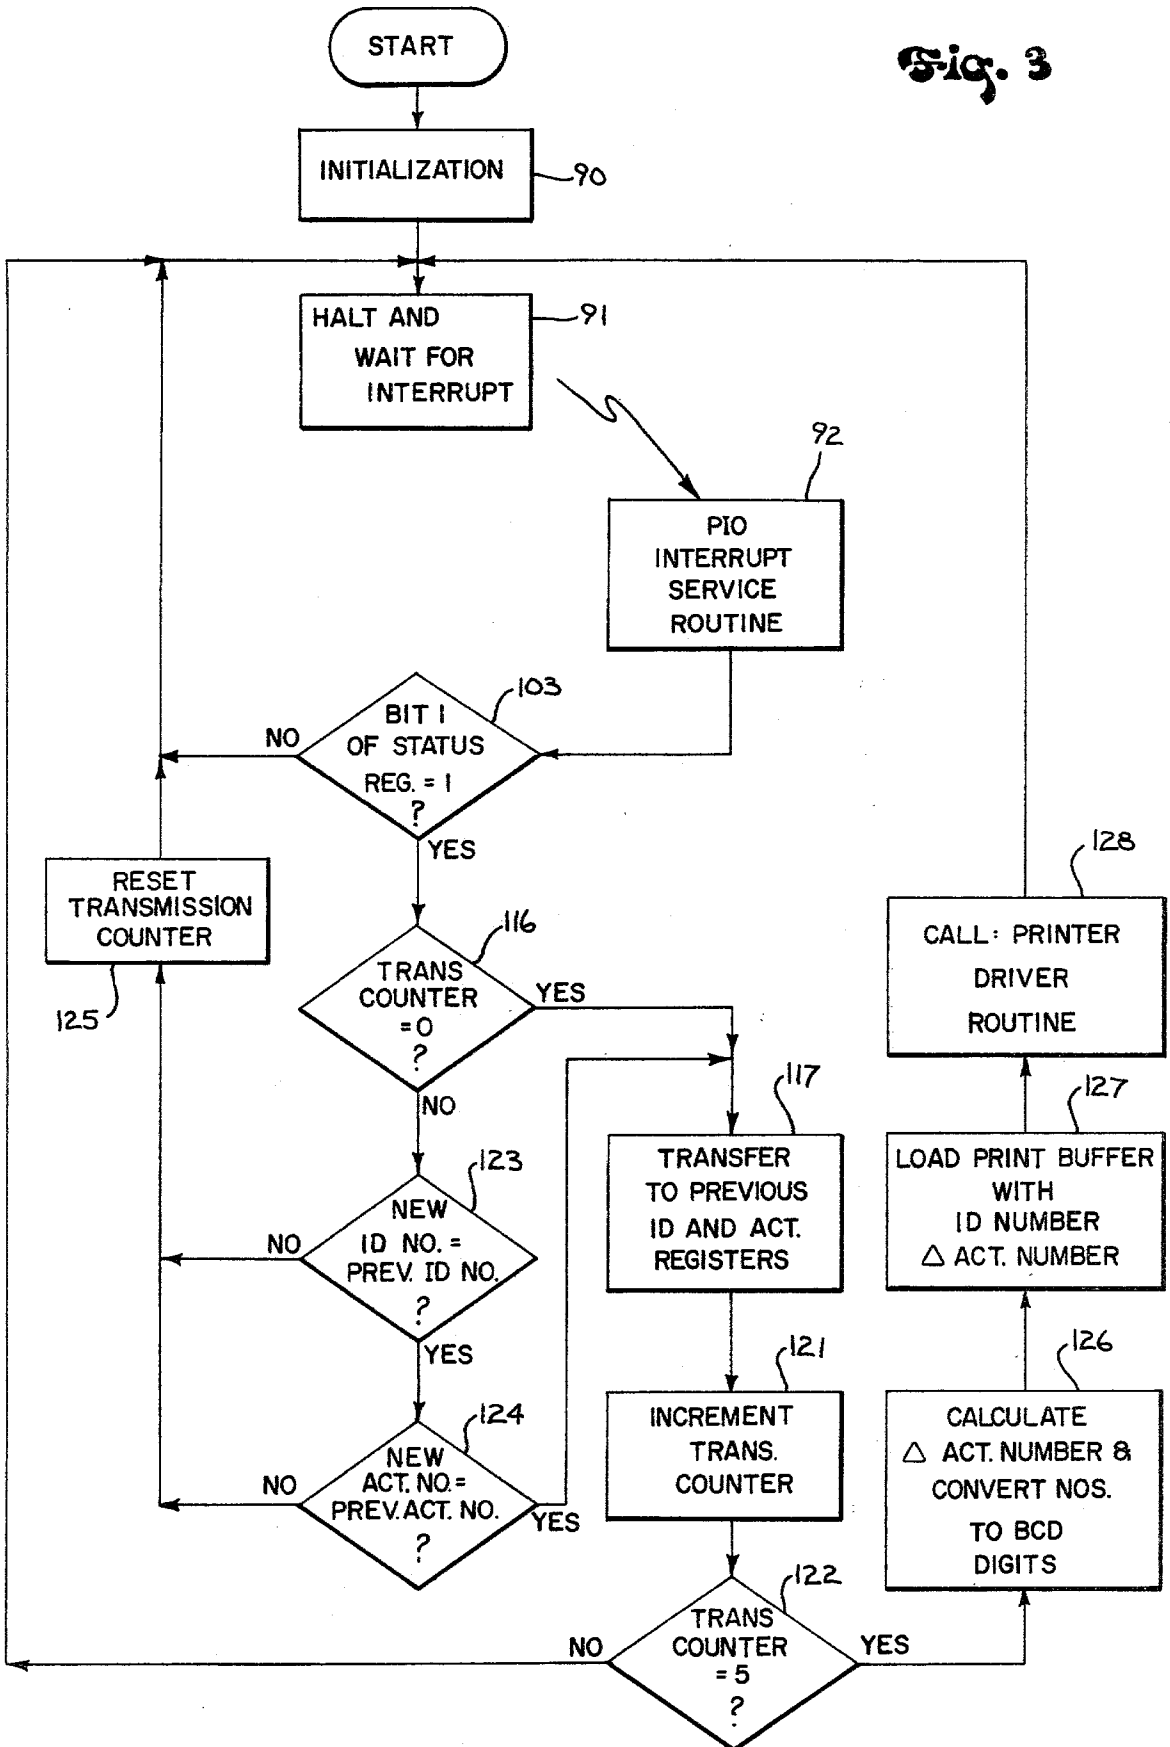 START
Fig. 3
INITIALIZATION
90
HALT AND
WAIT FOR
INTERRUPT
91
92
PIO
INTERRUPT
SERVICE
ROUTINE
103
BIT 1
OF STATUS
REG. = 1
?
NO
YES
RESET
TRANSMISSION
COUNTER
125
116
TRANS
COUNTER
=0
?
YES
NO
128
CALL: PRINTER
DRIVER
ROUTINE
117
TRANSFER
TO PREVIOUS
ID AND ACT.
REGISTERS
127
LOAD PRINT BUFFER
WITH
ID NUMBER
△ ACT. NUMBER
123
NEW
ID NO. =
PREV. ID NO.
?
NO
YES
121
INCREMENT
TRANS.
COUNTER
126
CALCULATE
△ ACT. NUMBER &
CONVERT NOS.
TO BCD
DIGITS
124
NEW
ACT. NO. =
PREV. ACT. NO.
?
NO
YES
122
TRANS
COUNTER
= 5
?
NO
YES